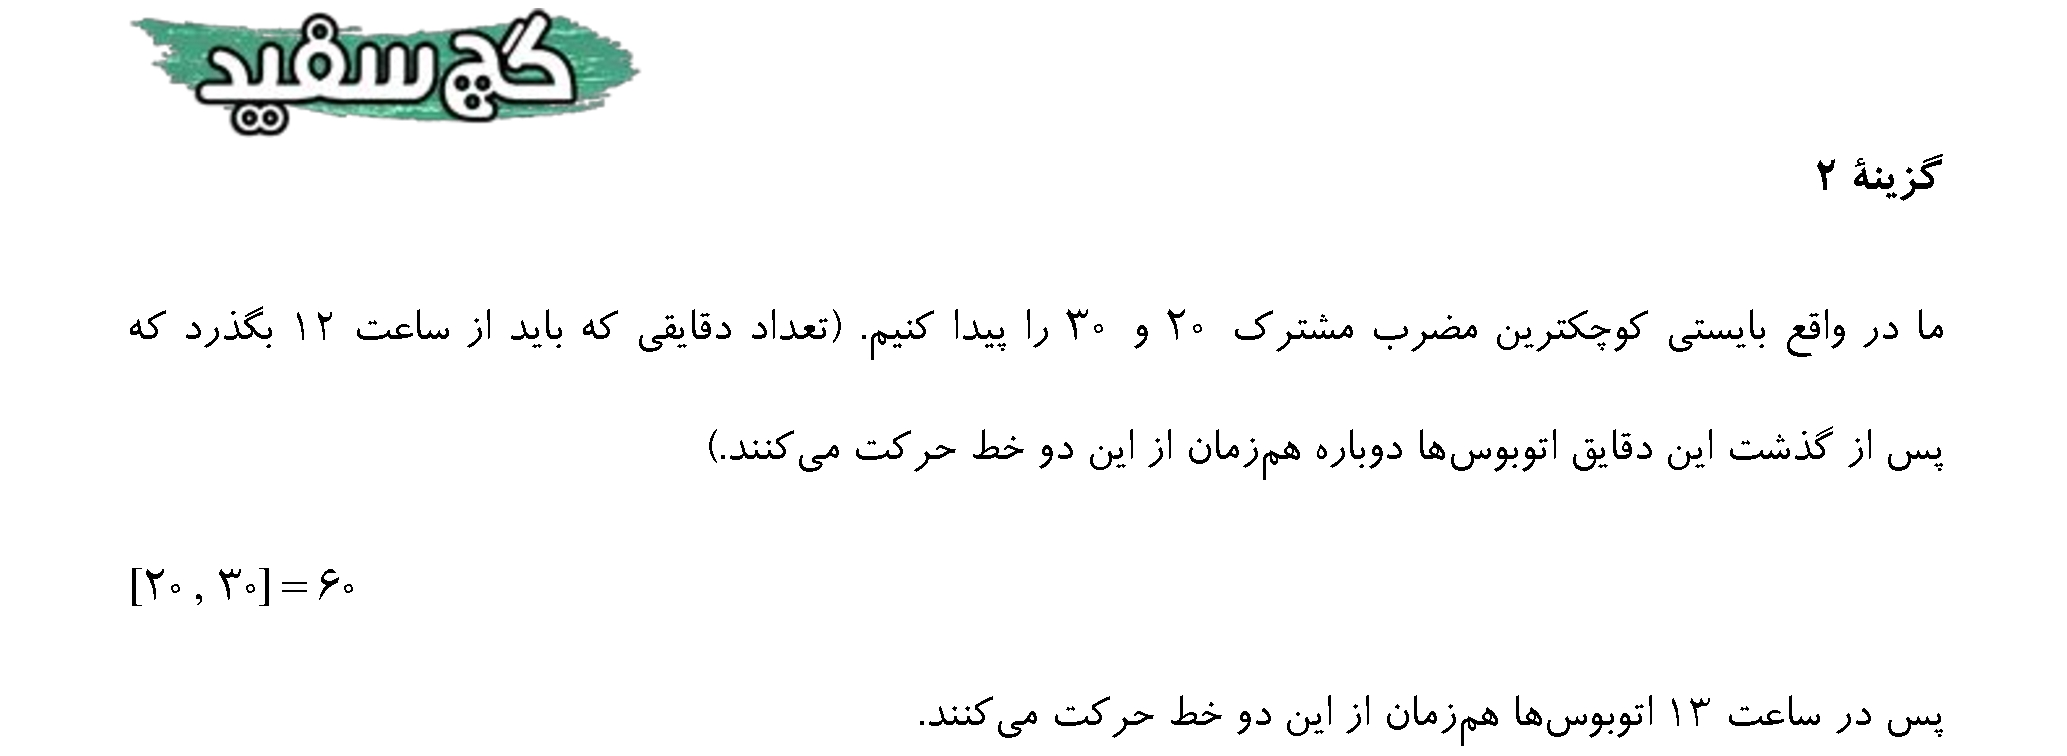 گچ سفید
گزینهٔ ۲
ما در واقع بایستی کوچکترین مضرب مشترک ۲۰ و ۳۰ را پیدا کنیم. (تعداد دقایقی که باید از ساعت ۱۲ بگذرد که
پس از گذشت این دقایق اتوبوس‌ها دوباره هم‌زمان از این دو خط حرکت می‌کنند.)
[۲۰ , ۳۰] = ۶۰
پس در ساعت ۱۳ اتوبوس‌ها هم‌زمان از این دو خط حرکت می‌کنند.